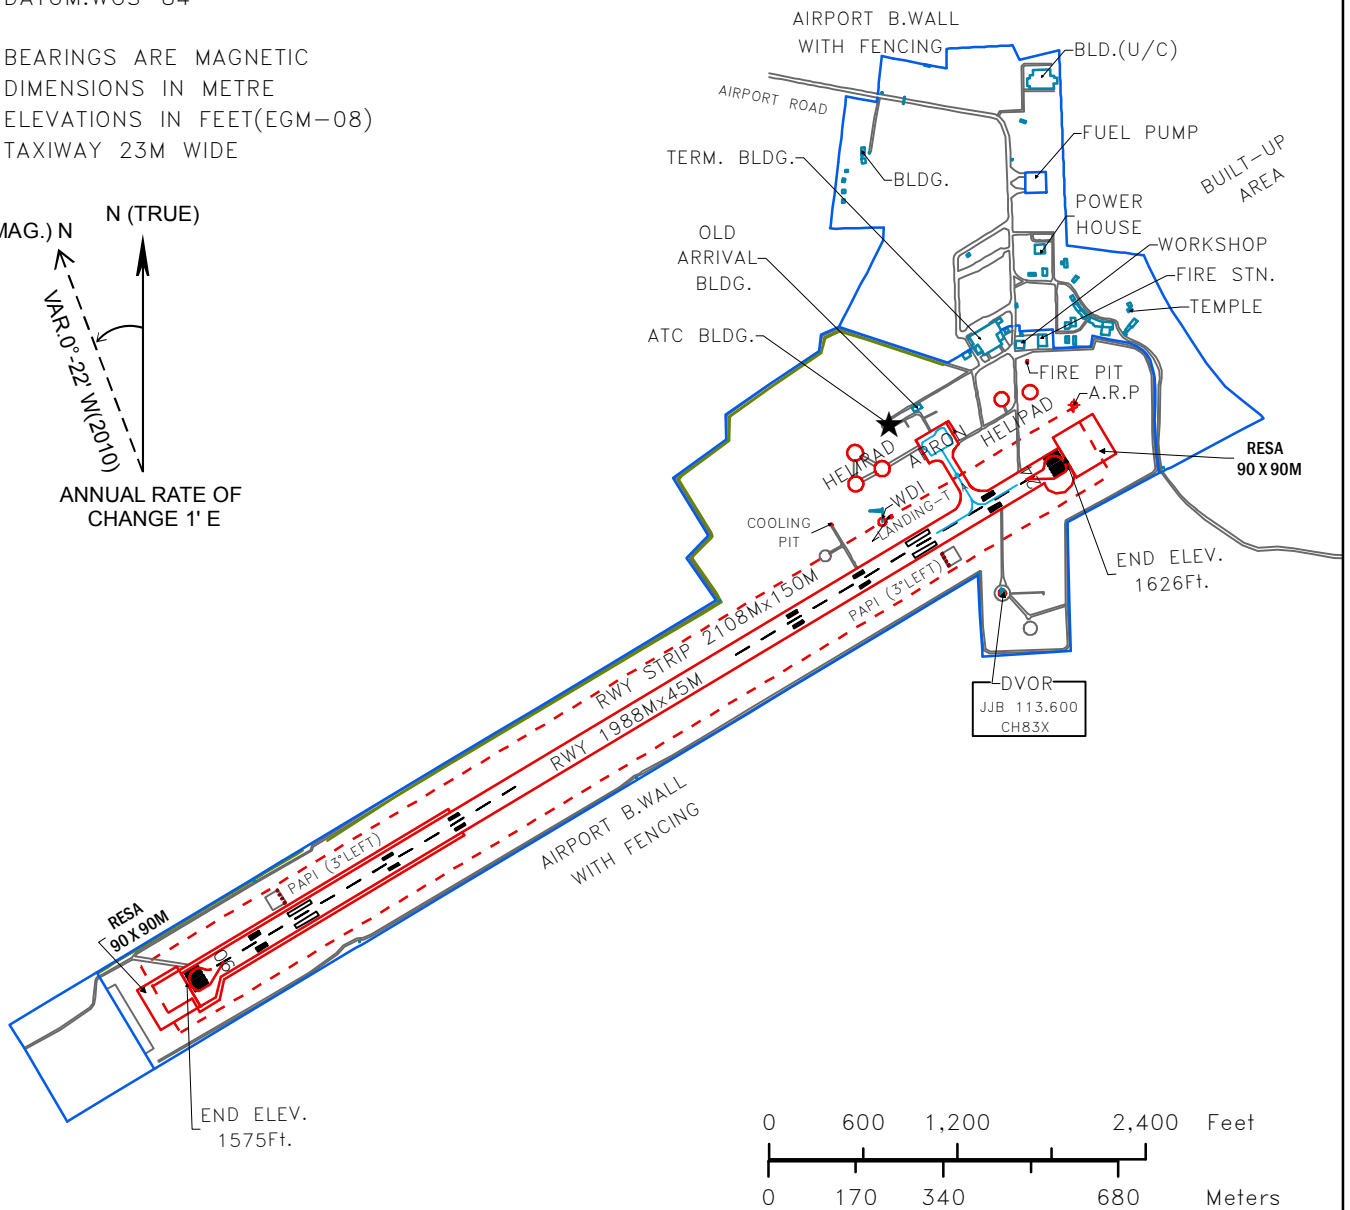 BEARINGS ARE MAGNETIC
DIMENSIONS IN METRE
ELEVATIONS IN FEET(EGM-08)
TAXIWAY 23M WIDE
N (TRUE)
MAG.) N
VAR.0°-22' W(2010)
ANNUAL RATE OF
CHANGE 1' E
AIRPORT B.WALL
WITH FENCING
BLD.(U/C)
AIRPORT ROAD
FUEL PUMP
TERM. BLDG.
BLDG.
BUILT-UP
AREA
POWER
HOUSE
OLD
ARRIVAL
BLDG.
WORKSHOP
FIRE STN.
TEMPLE
ATC BLDG.
FIRE PIT
A.R.P
HELIPAD
APRON
HELIPAD
RESA
90 X 90M
24
WDI
LANDING-T
COOLING
PIT
END ELEV.
1626Ft.
PAPI (3°LEFT)
RWY STRIP 2108Mx150M
RWY 1988Mx45M
DVOR
JJB 113.600
CH83X
AIRPORT B.WALL
WITH FENCING
PAPI (3°LEFT)
RESA
90 X 90M
06
END ELEV.
1575Ft.
0 600 1,200 2,400 Feet
0 170 340 680 Meters